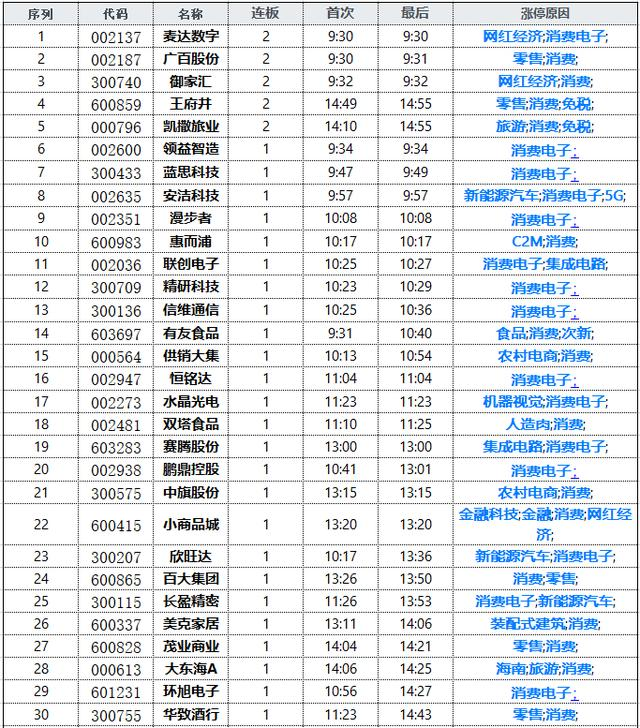 序列 代码 名称 连板 首次 最后 涨停原因
1 002137 麦达数字 2 9:30 9:30 网红经济;消费电子;
2 002187 广百股份 2 9:30 9:31 零售;消费;
3 300740 御家汇 2 9:32 9:32 网红经济;消费;
4 600859 王府井 2 14:49 14:55 零售;消费;免税;
5 000796 凯撒旅业 2 14:10 14:55 旅游;消费;免税;
6 002600 领益智造 1 9:34 9:34 消费电子;
7 300433 蓝思科技 1 9:47 9:49 消费电子;
8 002635 安洁科技 1 9:57 9:57 新能源汽车;消费电子;5G;
9 002351 漫步者 1 10:08 10:08 消费电子;
10 600983 惠而浦 1 10:17 10:17 C2M;消费;
11 002036 联创电子 1 10:25 10:27 消费电子;集成电路;
12 300709 精研科技 1 10:23 10:29 消费电子;
13 300136 信维通信 1 10:25 10:36 消费电子;
14 603697 有友食品 1 9:31 10:40 食品;消费;次新;
15 000564 供销大集 1 10:13 10:54 农村电商;消费;
16 002947 恒铭达 1 11:04 11:04 消费电子;
17 002273 水晶光电 1 11:23 11:23 机器视觉;消费电子;
18 002481 双塔食品 1 11:10 11:25 人造肉;消费;
19 603283 赛腾股份 1 13:00 13:00 集成电路;消费电子;
20 002938 鹏鼎控股 1 10:41 13:01 消费电子;
21 300575 中旗股份 1 13:15 13:15 农村电商;消费;
22 600415 小商品城 1 13:20 13:20 金融科技;金融;消费;网红经
济;
23 300207 欣旺达 1 10:17 13:36 新能源汽车;消费电子;
24 600865 百大集团 1 13:26 13:50 消费;零售;
25 300115 长盈精密 1 11:26 13:53 消费电子;新能源汽车;
26 600337 美克家居 1 13:11 14:06 装配式建筑;消费;
27 600828 茂业商业 1 14:04 14:21 零售;消费;
28 000613 大东海A 1 14:06 14:25 海南;旅游;消费;
29 601231 环旭电子 1 10:56 14:27 消费电子;
30 300755 华致酒行 1 11:23 14:43 零售;消费;